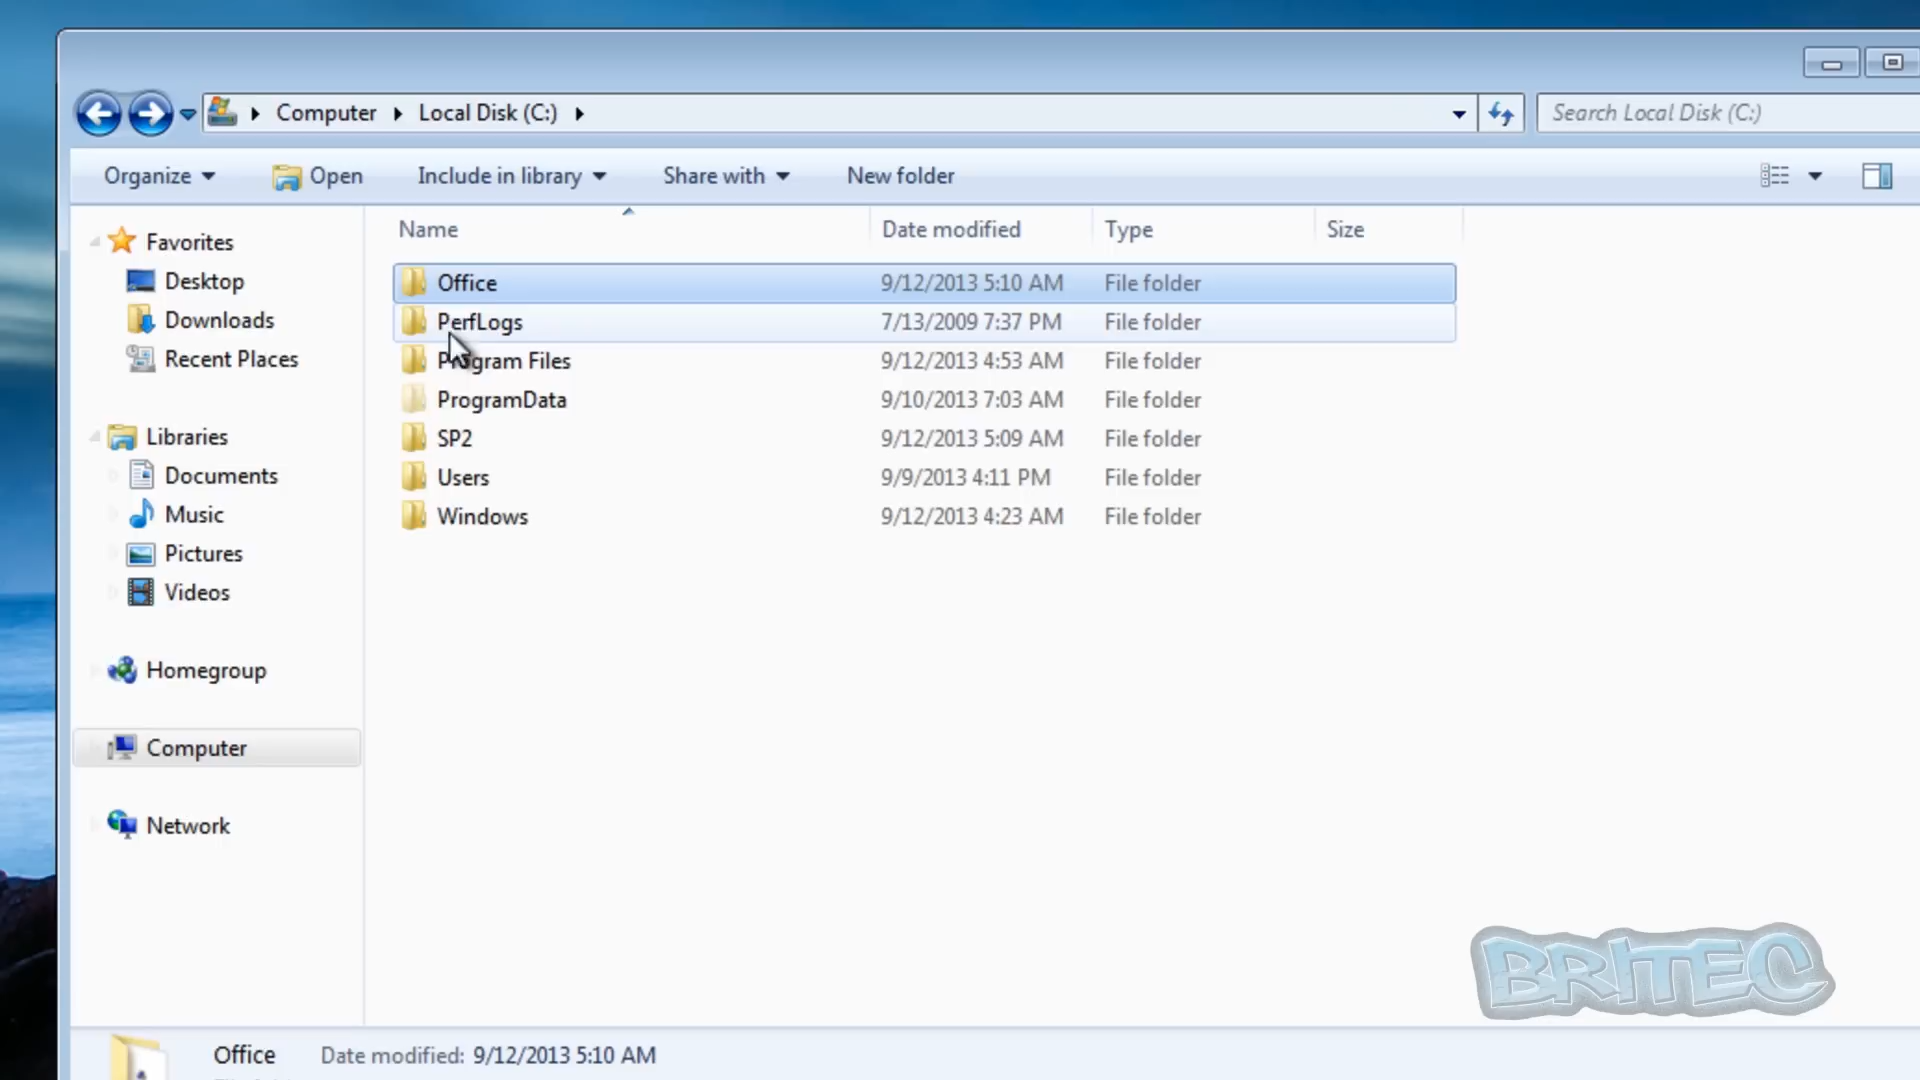 Computer Local Disk (C:)
Search Local Disk (C:)
Organize Open Include in library Share with New folder
Name Date modified Type Size
Favorites
Desktop
Downloads
Recent Places
Libraries
Documents
Music
Pictures
Videos
Homegroup
Computer
Network
Office 9/12/2013 5:10 AM File folder
PerfLogs 7/13/2009 7:37 PM File folder
Program Files 9/12/2013 4:53 AM File folder
ProgramData 9/10/2013 7:03 AM File folder
SP2 9/12/2013 5:09 AM File folder
Users 9/9/2013 4:11 PM File folder
Windows 9/12/2013 4:23 AM File folder
BRITEC
Office Date modified: 9/12/2013 5:10 AM